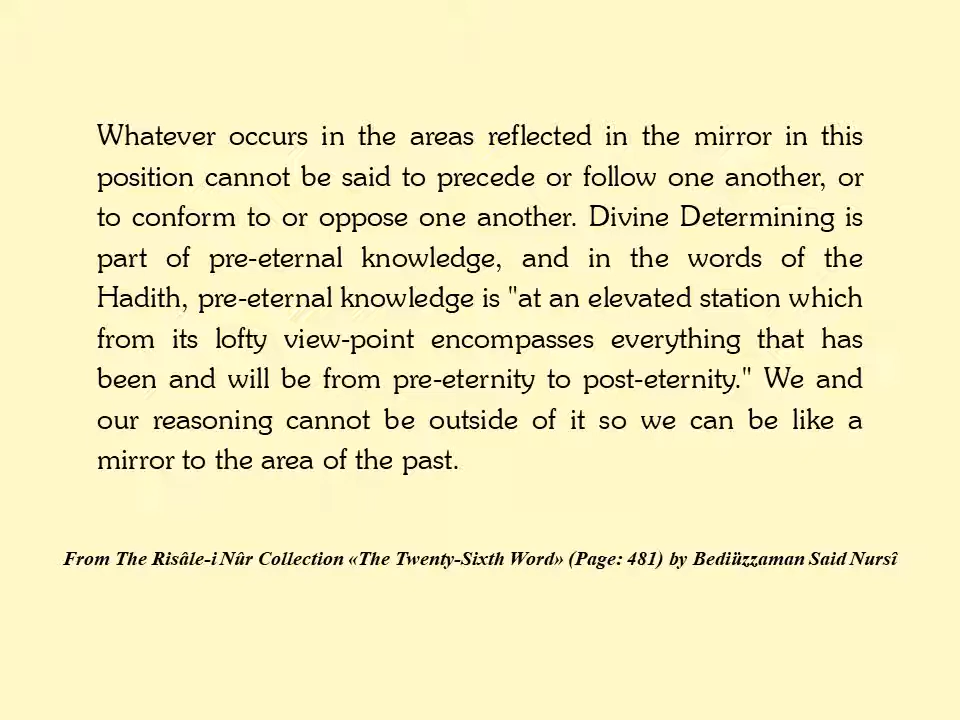 Whatever occurs in the areas reflected in the mirror in this
position cannot be said to precede or follow one another, or
to conform to or oppose one another. Divine Determining is
part of pre-eternal knowledge, and in the words of the
Hadith, pre-eternal knowledge is "at an elevated station which
from its lofty view-point encompasses everything that has
been and will be from pre-eternity to post-eternity." We and
our reasoning cannot be outside of it so we can be like a
mirror to the area of the past.
From The Risâle-i Nûr Collection «The Twenty-Sixth Word» (Page: 481) by Bediüzzaman Said Nursî